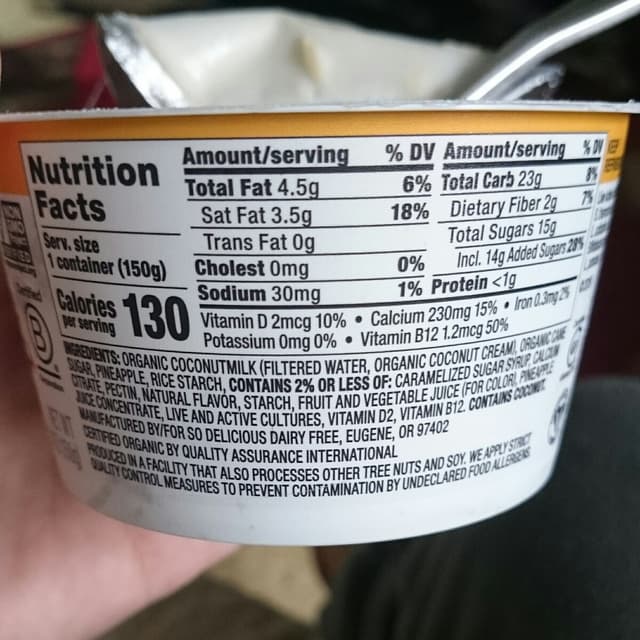 Nutrition
Facts
Serv. size
1 container (150g)
Calories
per serving
130
Amount/serving % DV
Total Fat 4.5g 6%
Sat Fat 3.5g 18%
Trans Fat 0g
Cholest 0mg 0%
Sodium 30mg 1%
Amount/serving % DV
Total Carb 23g 8%
Dietary Fiber 2g 7%
Total Sugars 15g
Incl. 14g Added Sugars 28%
Protein <1g
Vitamin D 2mcg 10% • Calcium 230mg 15% • Iron 0.3mg 2%
Potassium 0mg 0% • Vitamin B12 1.2mcg 50%
INGREDIENTS: ORGANIC COCONUTMILK (FILTERED WATER, ORGANIC COCONUT CREAM), ORGANIC CANE
SUGAR, PINEAPPLE, RICE STARCH, CONTAINS 2% OR LESS OF: CARAMELIZED SUGAR SYRUP, CALCIUM
CITRATE, PECTIN, NATURAL FLAVOR, STARCH, FRUIT AND VEGETABLE JUICE (FOR COLOR), PINEAPPLE
JUICE CONCENTRATE, LIVE AND ACTIVE CULTURES, VITAMIN D2, VITAMIN B12. CONTAINS COCONUT.
MANUFACTURED BY/FOR SO DELICIOUS DAIRY FREE, EUGENE, OR 97402
CERTIFIED ORGANIC BY QUALITY ASSURANCE INTERNATIONAL
PRODUCED IN A FACILITY THAT ALSO PROCESSES OTHER TREE NUTS AND SOY. WE APPLY STRICT
QUALITY CONTROL MEASURES TO PREVENT CONTAMINATION BY UNDECLARED FOOD ALLERGENS.
Certified
B
NET WT